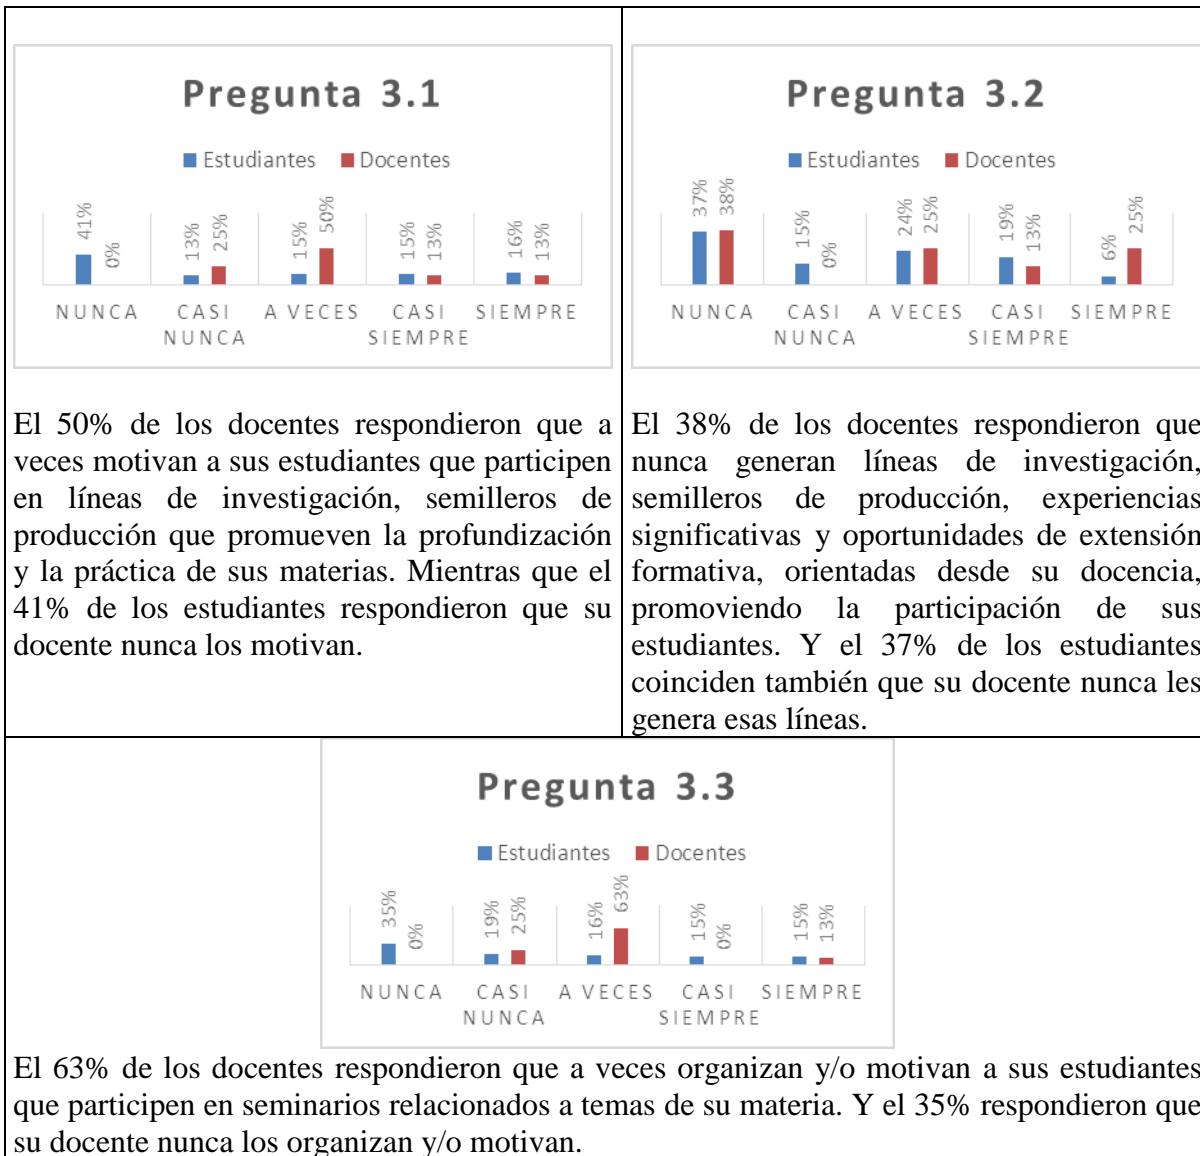 Pregunta 3.1
Estudiantes Docentes
41% 0% 13% 25% 15% 50% 15% 13% 16% 13%
NUNCA CASI NUNCA A VECES CASI SIEMPRE SIEMPRE
El 50% de los docentes respondieron que a
veces motivan a sus estudiantes que participen
en líneas de investigación, semilleros de
producción que promueven la profundización
y la práctica de sus materias. Mientras que el
41% de los estudiantes respondieron que su
docente nunca los motivan.
Pregunta 3.2
Estudiantes Docentes
37% 38% 15% 0% 24% 25% 19% 13% 6% 25%
NUNCA CASI NUNCA A VECES CASI SIEMPRE SIEMPRE
El 38% de los docentes respondieron que
nunca generan líneas de investigación,
semilleros de producción, experiencias
significativas y oportunidades de extensión
formativa, orientadas desde su docencia,
promoviendo la participación de sus
estudiantes. Y el 37% de los estudiantes
coinciden también que su docente nunca les
genera esas líneas.
Pregunta 3.3
Estudiantes Docentes
35% 0% 19% 25% 16% 63% 15% 0% 15% 13%
NUNCA CASI NUNCA A VECES CASI SIEMPRE SIEMPRE
El 63% de los docentes respondieron que a veces organizan y/o motivan a sus estudiantes
que participen en seminarios relacionados a temas de su materia. Y el 35% respondieron que
su docente nunca los organizan y/o motivan.